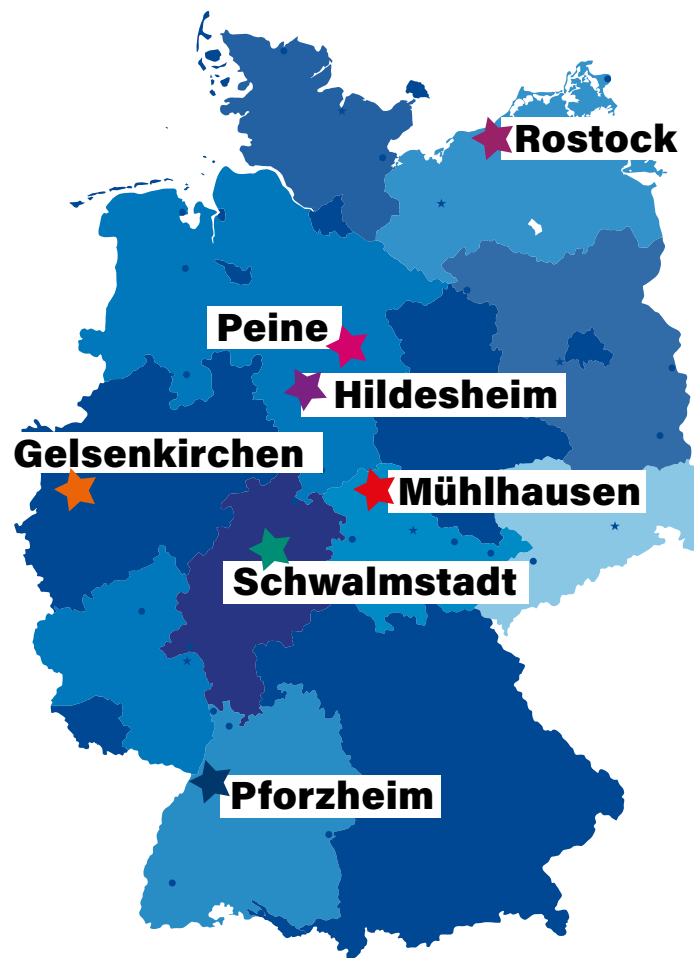 Rostock
Peine
Hildesheim
Gelsenkirchen
Mühlhausen
Schwalmstadt
Pforzheim